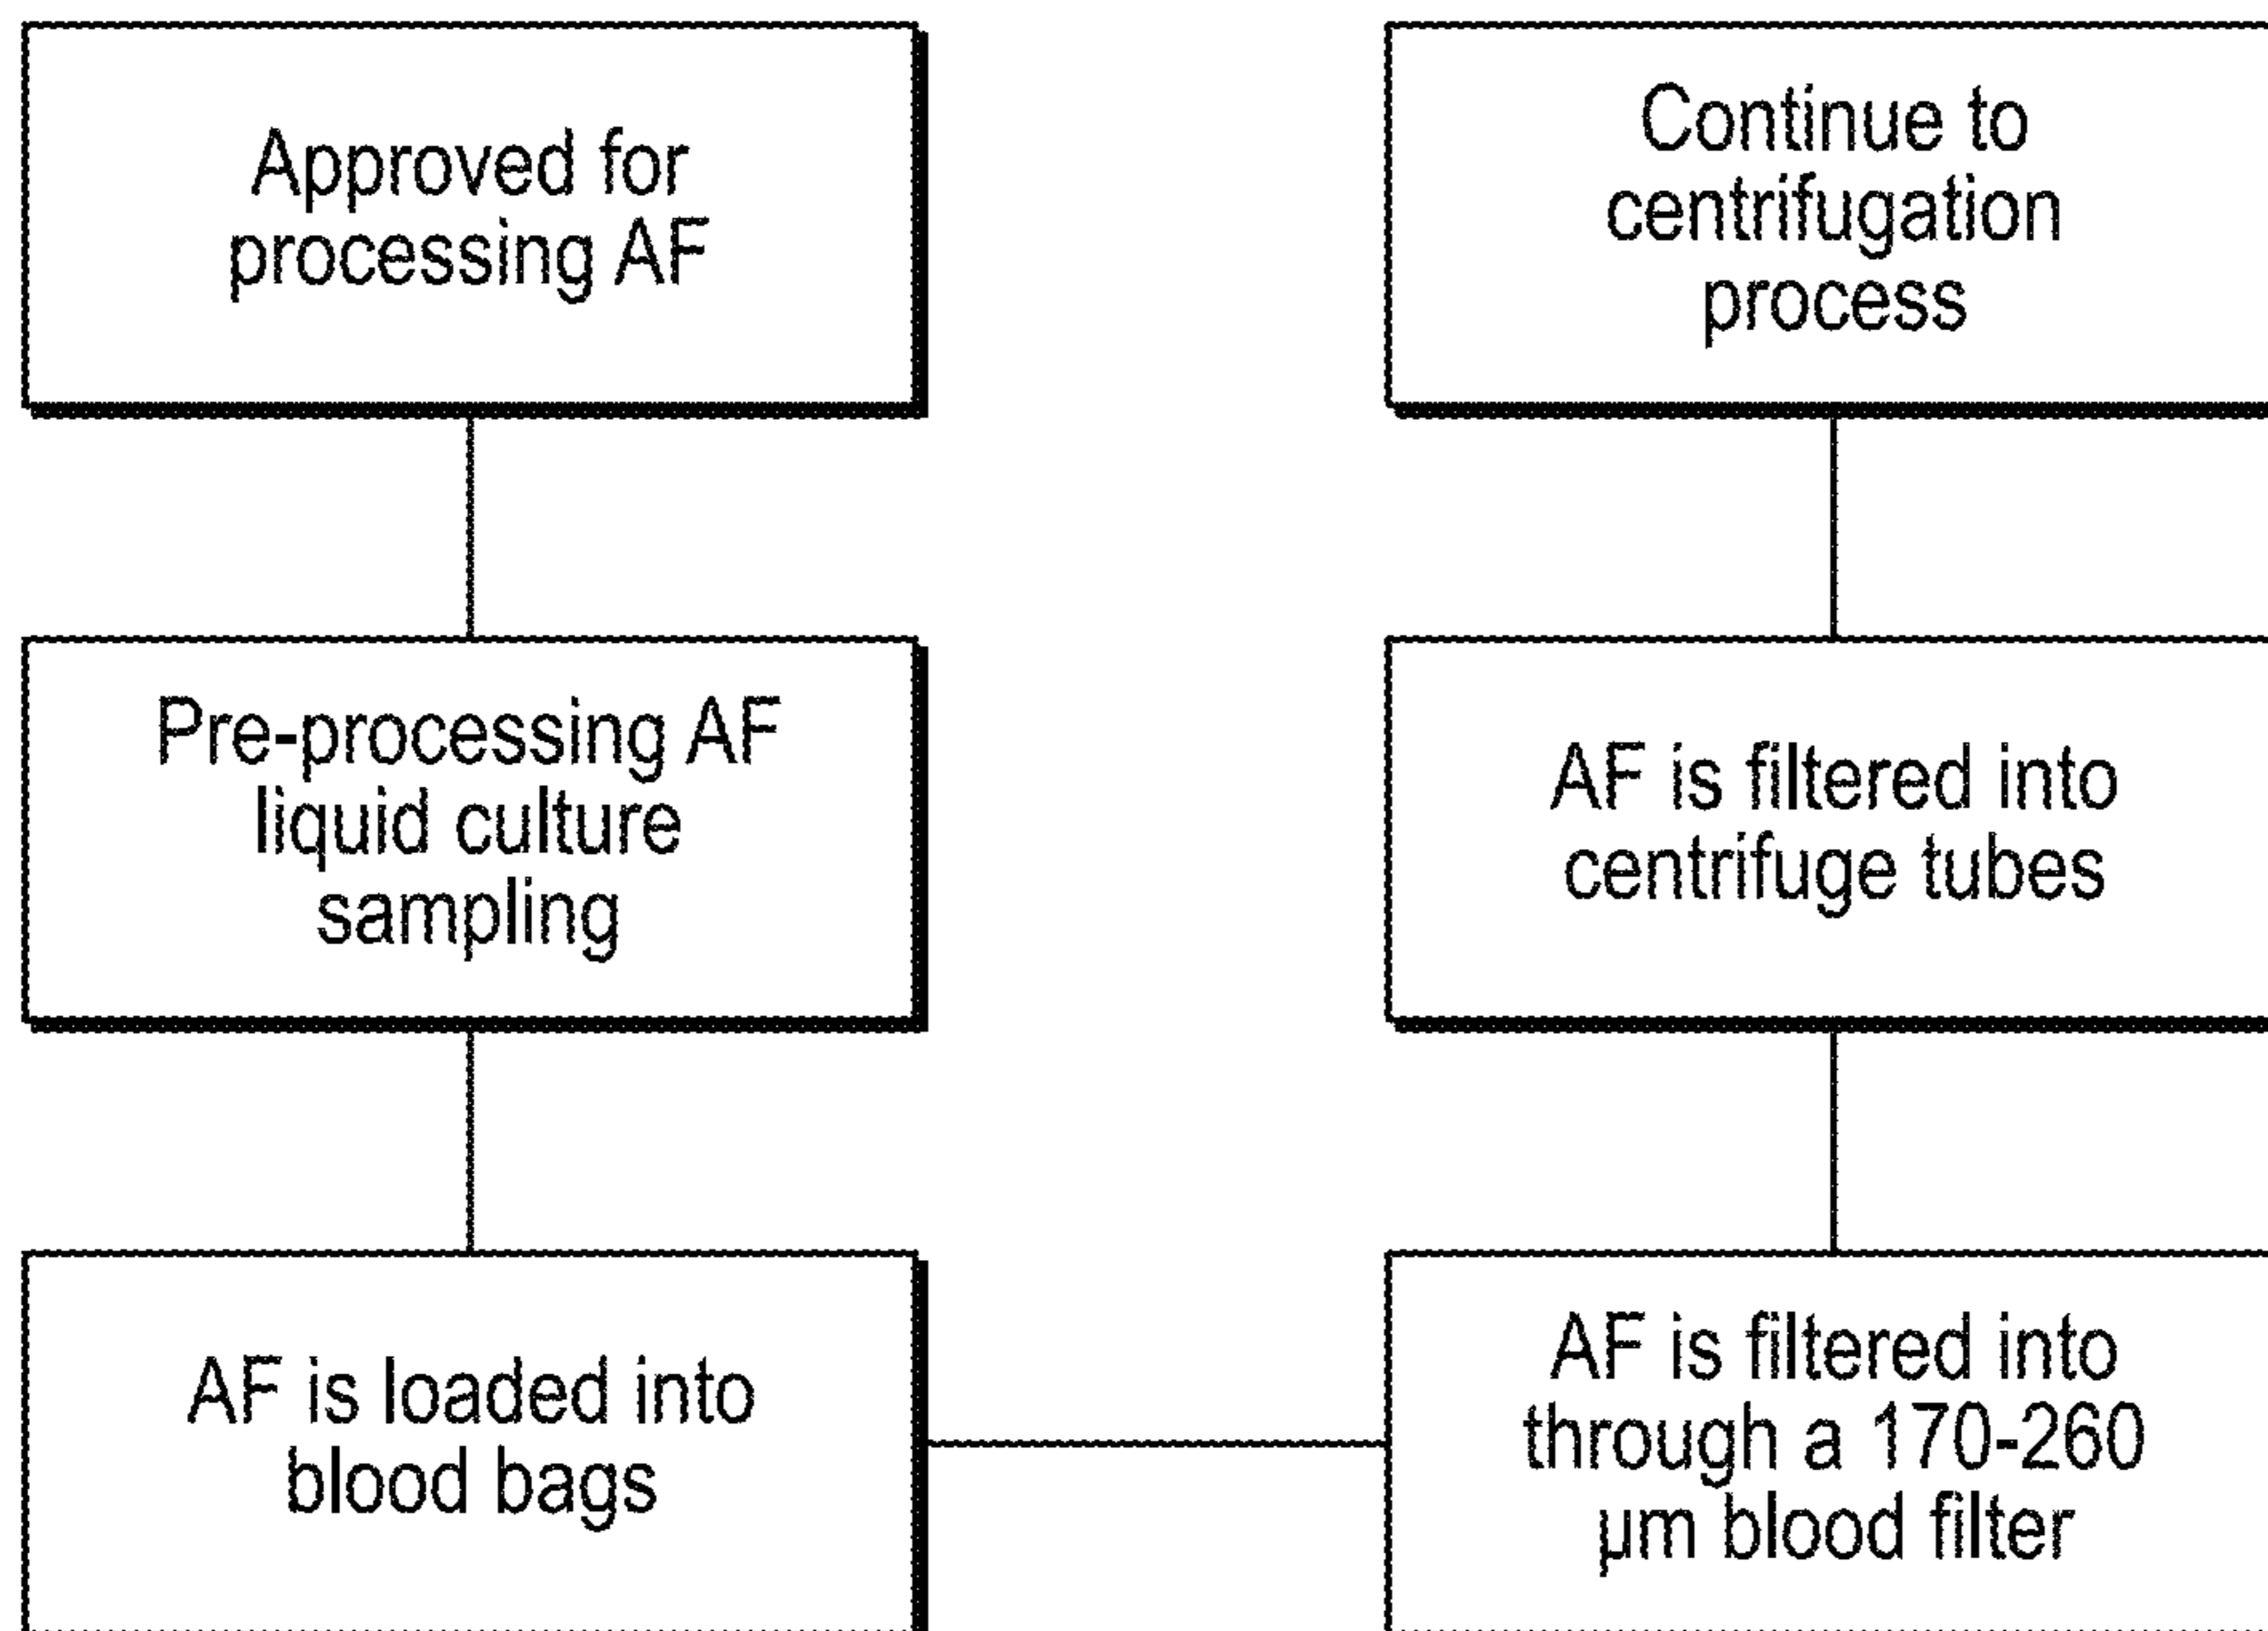 Approved for
processing AF
Pre-processing AF
liquid culture
sampling
AF is loaded into
blood bags
Continue to
centrifugation
process
AF is filtered into
centrifuge tubes
AF is filtered into
through a 170-260
µm blood filter